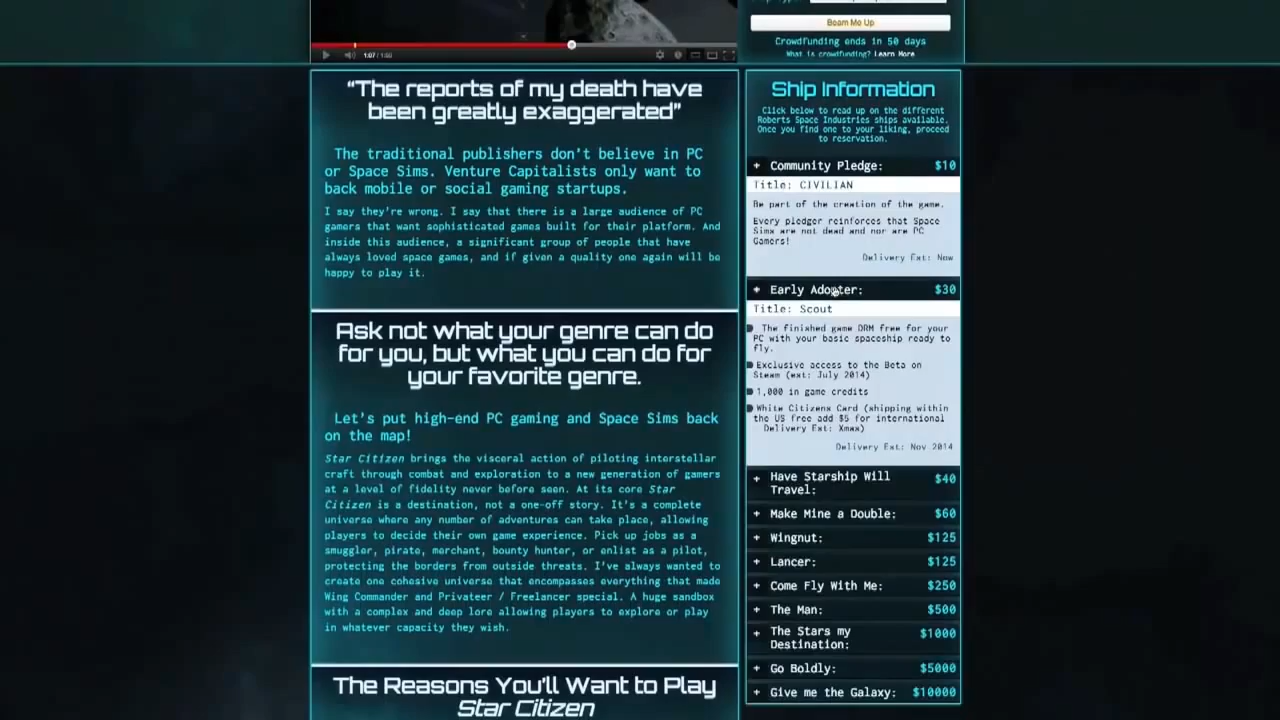 Beam Me Up
Crowdfunding ends in 50 days
What is crowdfunding? Learn More
1:07 / 1:60
"The reports of my death have
been greatly exaggerated"
The traditional publishers don't believe in PC
or Space Sims. Venture Capitalists only want to
back mobile or social gaming startups.
I say they're wrong. I say that there is a large audience of PC
gamers that want sophisticated games built for their platform. And
inside this audience, a significant group of people that have
always loved space games, and if given a quality one again will be
happy to play it.
Ask not what your genre can do
for you, but what you can do for
your favorite genre.
Let's put high-end PC gaming and Space Sims back
on the map!
Star Citizen brings the visceral action of piloting interstellar
craft through combat and exploration to a new generation of gamers
at a level of fidelity never before seen. At its core Star
Citizen is a destination, not a one-off story. It's a complete
universe where any number of adventures can take place, allowing
players to decide their own game experience. Pick up jobs as a
smuggler, pirate, merchant, bounty hunter, or enlist as a pilot,
protecting the borders from outside threats. I've always wanted to
create one cohesive universe that encompasses everything that made
Wing Commander and Privateer / Freelancer special. A huge sandbox
with a complex and deep lore allowing players to explore or play
in whatever capacity they wish.
The Reasons You'll Want to Play
Star Citizen
Ship Information
Click below to read up on the different
Roberts Space Industries ships available.
Once you find one to your liking, proceed
to reservation.
+ Community Pledge: $10
Title: CIVILIAN
Be part of the creation of the game.
Every pledger reinforces that Space
Sims are not dead and nor are PC
Gamers!
Delivery Est: Now
+ Early Adopter: $30
Title: Scout
The finished game DRM free for your
PC with your basic spaceship ready to
fly.
Exclusive access to the Beta on
Steam (est: July 2014)
1,000 in game credits
White Citizens Card (shipping within
the US free add $5 for international
Delivery Est: Xmas)
Delivery Est: Nov 2014
+ Have Starship Will
Travel: $40
+ Make Mine a Double: $60
+ Wingnut: $125
+ Lancer: $125
+ Come Fly With Me: $250
+ The Man: $500
+ The Stars my
Destination: $1000
+ Go Boldly: $5000
+ Give me the Galaxy: $10000